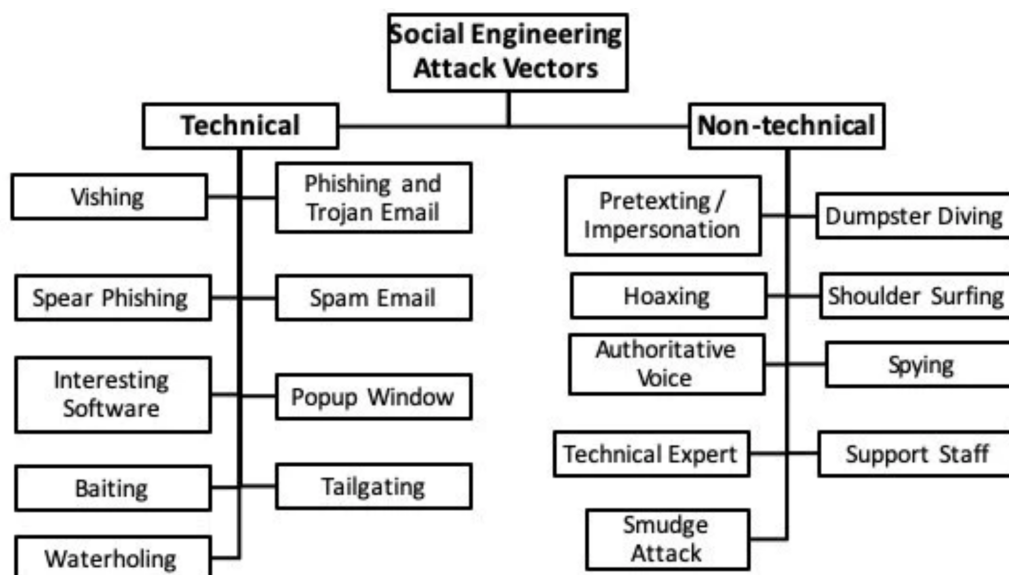 Social Engineering
Attack Vectors
Technical
Non-technical
Vishing
Phishing and
Trojan Email
Spear Phishing
Spam Email
Interesting
Software
Popup Window
Baiting
Tailgating
Waterholing
Pretexting /
Impersonation
Dumpster Diving
Hoaxing
Shoulder Surfing
Authoritative
Voice
Spying
Technical Expert
Support Staff
Smudge
Attack